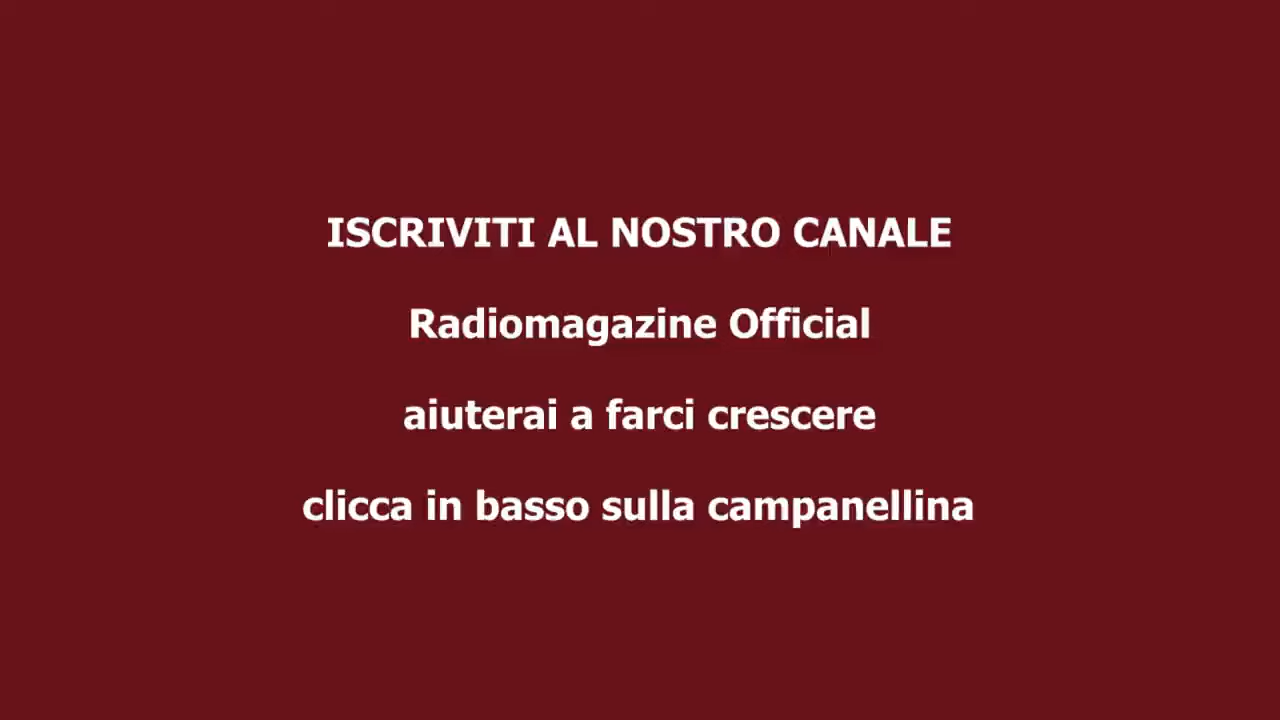 ISCRIVITI AL NOSTRO CANALE
Radiomagazine Official
aiuterai a farci crescere
clicca in basso sulla campanellina